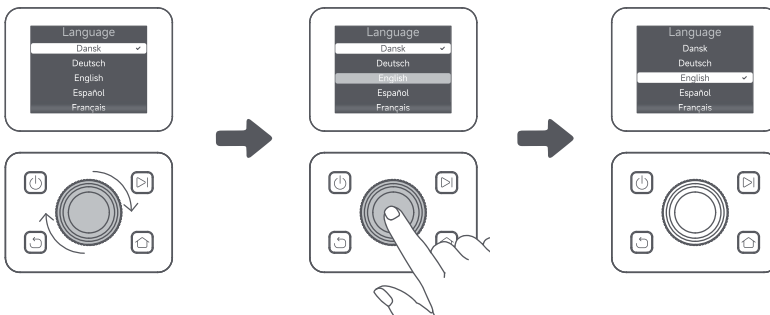 Language
Dansk
Deutsch
English
Español
Français
Language
Dansk
Deutsch
English
Español
Français
Language
Dansk
Deutsch
English
Español
Français